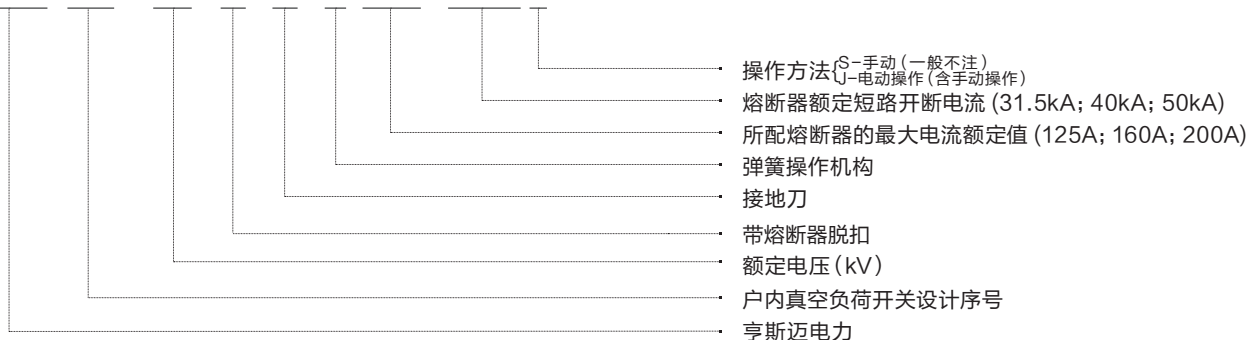 操作方法{S-手动(一般不注)
J-电动操作(含手动操作)
熔断器额定短路开断电流(31.5kA;40kA;50kA)
所配熔断器的最大电流额定值(125A;160A;200A)
弹簧操作机构
接地刀
带熔断器脱扣
额定电压(kV)
户内真空负荷开关设计序号
亨斯迈电力